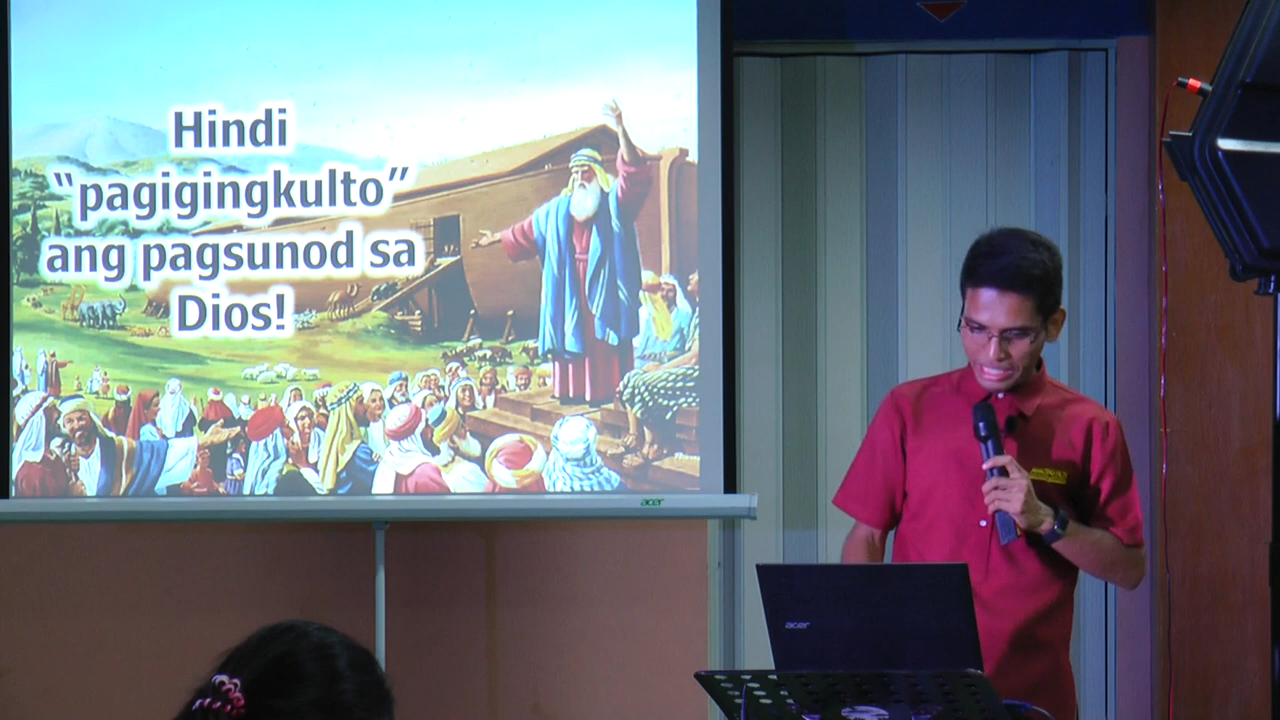 Hindi
“pagigingkulto”
ang pagsunod sa
Dios!
acer
acer